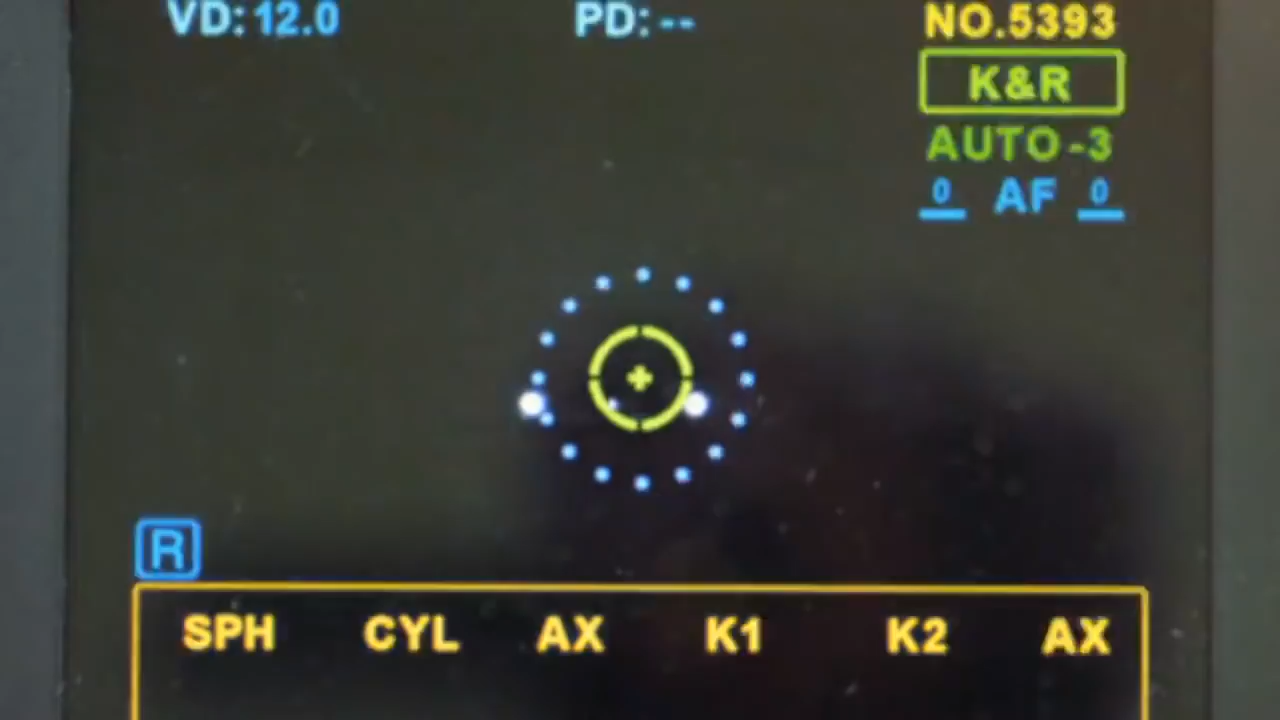 VD: 12.0 PD: -- NO.5393
K&R
AUTO-3
0 AF 0
R
SPH CYL AX K1 K2 AX